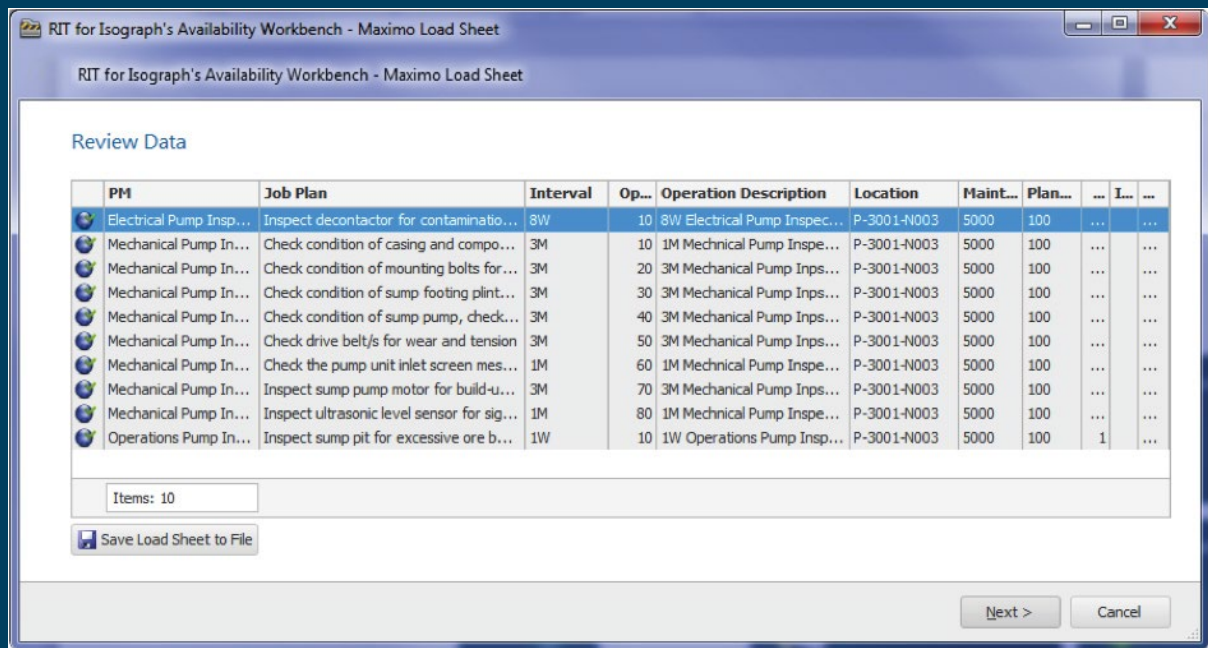 RIT for Isograph's Availability Workbench - Maximo Load Sheet
RIT for Isograph's Availability Workbench - Maximo Load Sheet
Review Data
PM Job Plan Interval Op... Operation Description Location Maint... Plan... ... I... ...
Electrical Pump Insp... Inspect decontactor for contaminatio... 8W 10 8W Electrical Pump Inspec... P-3001-N003 5000 100 ... ...
Mechanical Pump In... Check condition of casing and compo... 3M 10 1M Mechnical Pump Inspe... P-3001-N003 5000 100 ... ...
Mechanical Pump In... Check condition of mounting bolts for... 3M 20 3M Mechanical Pump Inps... P-3001-N003 5000 100 ... ...
Mechanical Pump In... Check condition of sump footing plint... 3M 30 3M Mechanical Pump Inps... P-3001-N003 5000 100 ... ...
Mechanical Pump In... Check condition of sump pump, check... 3M 40 3M Mechanical Pump Inps... P-3001-N003 5000 100 ... ...
Mechanical Pump In... Check drive belt/s for wear and tension 3M 50 3M Mechanical Pump Inps... P-3001-N003 5000 100 ... ...
Mechanical Pump In... Check the pump unit inlet screen mes... 1M 60 1M Mechnical Pump Inspe... P-3001-N003 5000 100 ... ...
Mechanical Pump In... Inspect sump pump motor for build-u... 3M 70 3M Mechanical Pump Inps... P-3001-N003 5000 100 ... ...
Mechanical Pump In... Inspect ultrasonic level sensor for sig... 1M 80 1M Mechnical Pump Inspe... P-3001-N003 5000 100 ... ...
Operations Pump In... Inspect sump pit for excessive ore b... 1W 10 1W Operations Pump Insp... P-3001-N003 5000 100 1 ...
Items: 10
Save Load Sheet to File
Next > Cancel